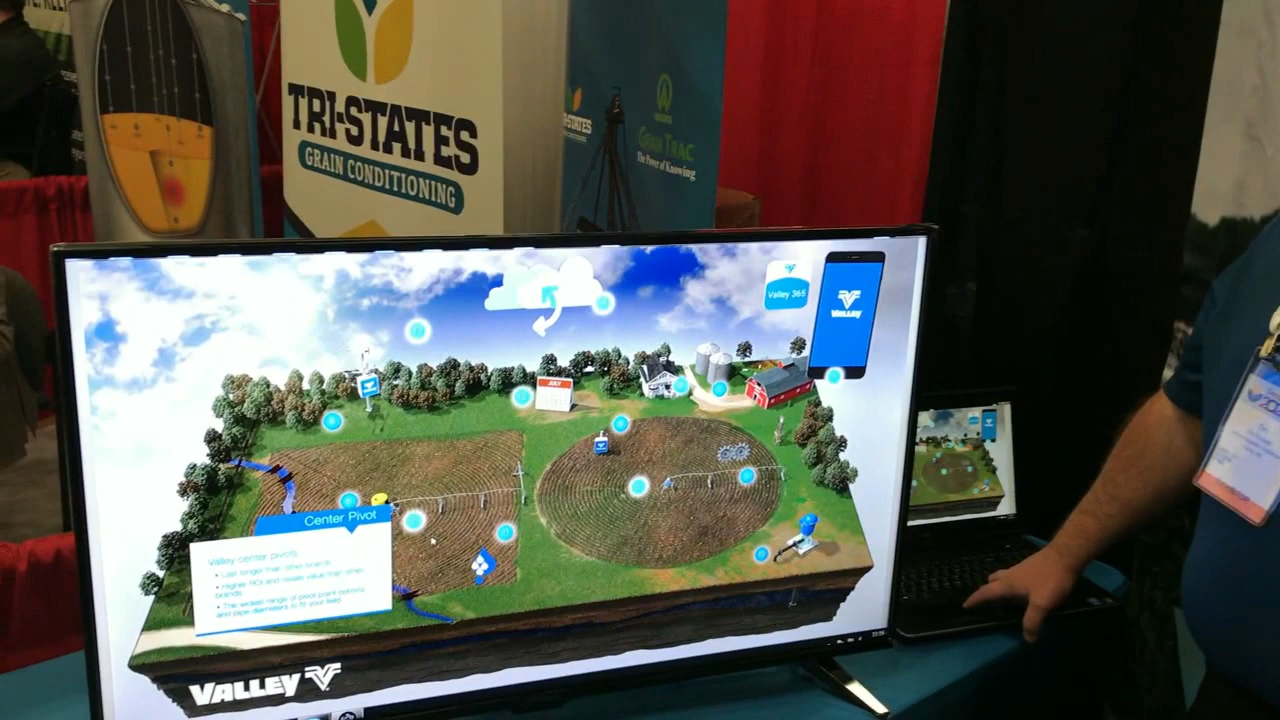 TRI-STATES
GRAIN CONDITIONING
GRAIN TRAC
The Power of Knowing
Valley 365
VALLEY
JULY
Center Pivot
Valley center pivots
• Last longer than other brands
• Higher ROI and resale value than other
brands
• The widest range of pivot point options
and pipe diameters to fit your field
VALLEY